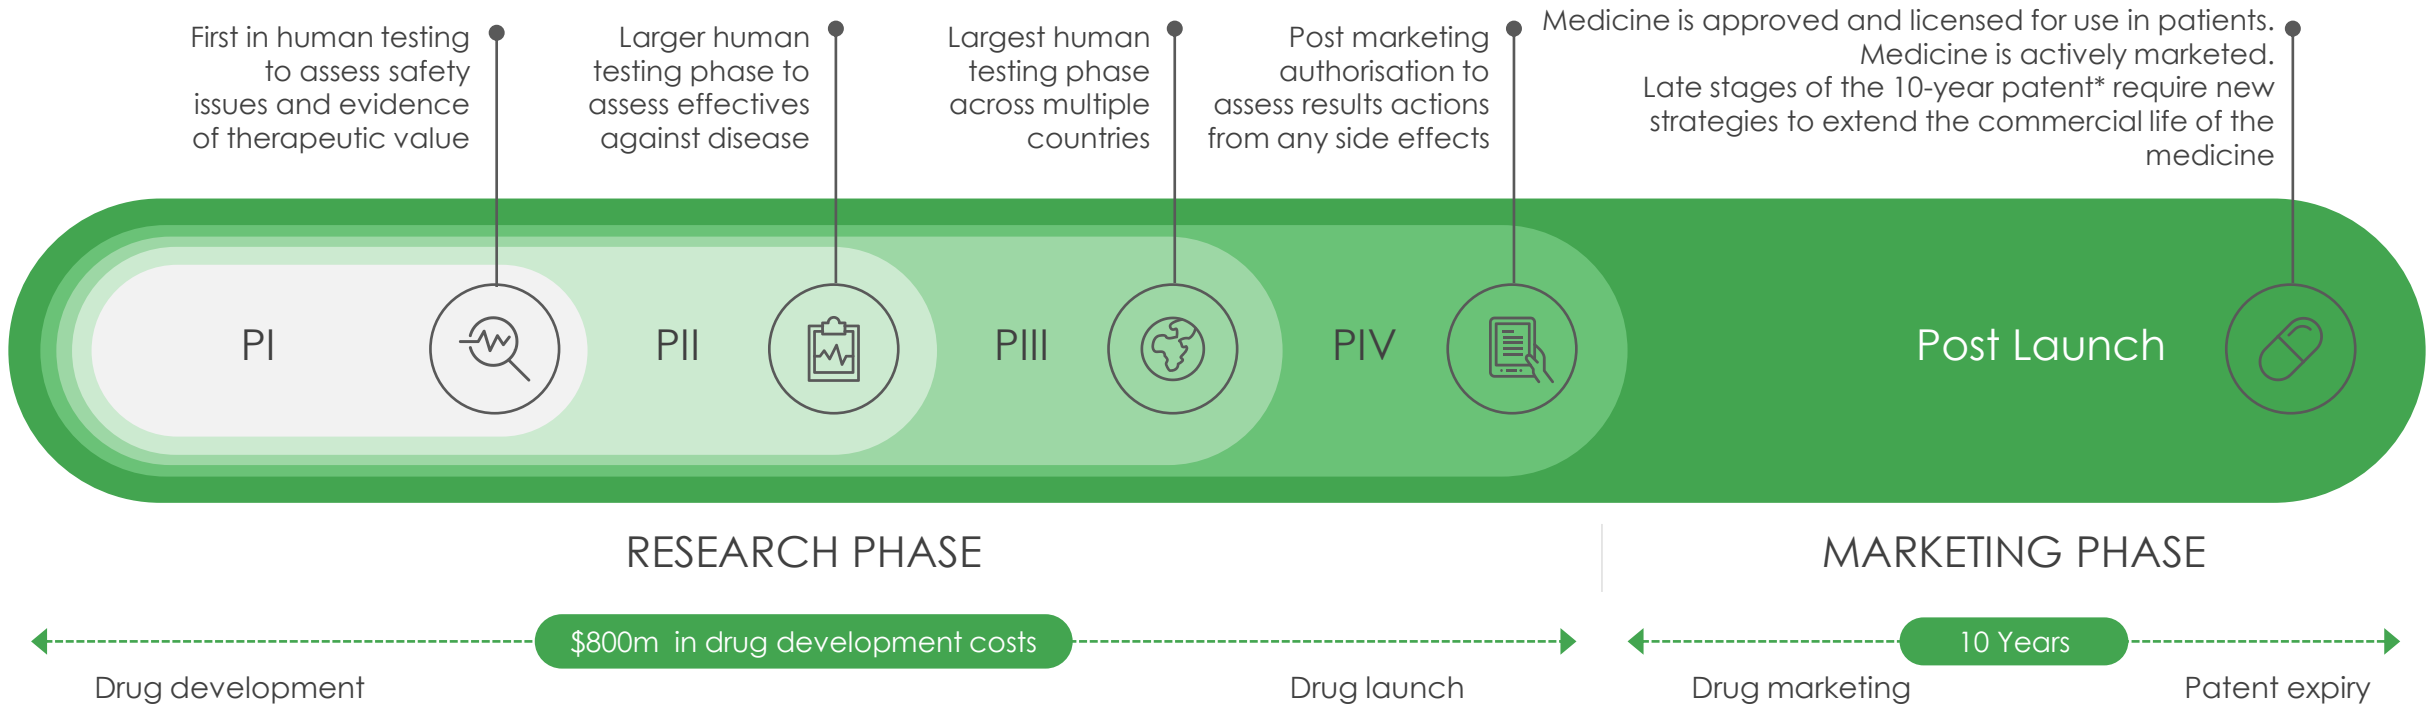 First in human testing
to assess safety
issues and evidence
of therapeutic value
Larger human
testing phase to
assess effectives
against disease
Largest human
testing phase
across multiple
countries
Post marketing
authorisation to
assess results actions
from any side effects
Medicine is approved and licensed for use in patients.
Medicine is actively marketed.
Late stages of the 10-year patent* require new
strategies to extend the commercial life of the
medicine
PI
PII
PIII
PIV
Post Launch
RESEARCH PHASE
MARKETING PHASE
$800m in drug development costs
10 Years
Drug development
Drug launch
Drug marketing
Patent expiry